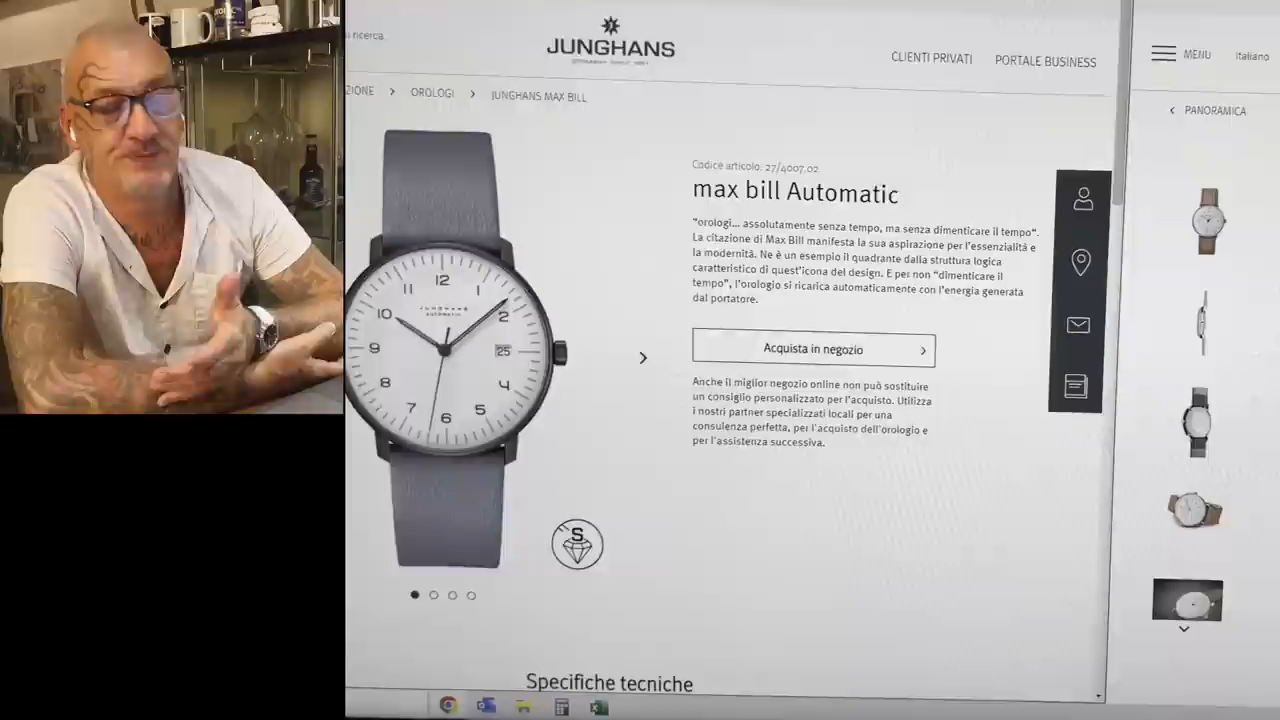 i ricerca.
JUNGHANS
CLIENTI PRIVATI
PORTALE BUSINESS
MENU
Italiano
ZIONE > OROLOGI > JUNGHANS MAX BILL
< PANORAMICA
Codice articolo: 27/4007.02
max bill Automatic
"orologi... assolutamente senza tempo, ma senza dimenticare il tempo".
La citazione di Max Bill manifesta la sua aspirazione per l'essenzialità e
la modernità. Ne è un esempio il quadrante dalla struttura logica
caratteristico di quest'icona del design. E per non "dimenticare il
tempo", l'orologio si ricarica automaticamente con l'energia generata
dal portatore.
Acquista in negozio
Anche il miglior negozio online non può sostituire
un consiglio personalizzato per l'acquisto. Utilizza
i nostri partner specializzati locali per una
consulenza perfetta, per l'acquisto dell'orologio e
per l'assistenza successiva.
12
11
1
JUNGHANS
AUTOMATIC
10
2
9
25
8
4
7
5
6
S
Specifiche tecniche